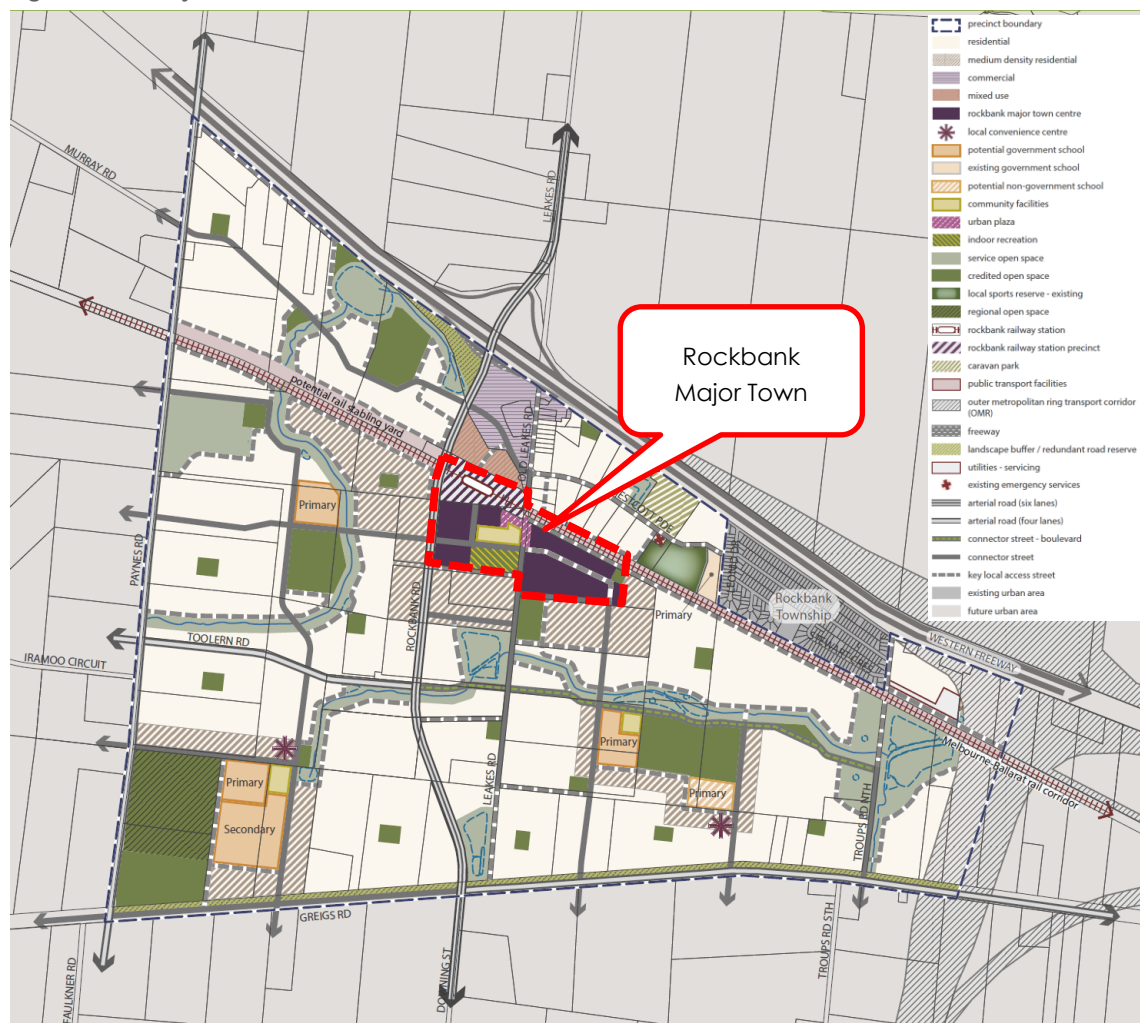 precinct boundary
residential
medium density residential
commercial
mixed use
rockbank major town centre
local convenience centre
potential government school
existing government school
potential non-government school
community facilities
urban plaza
indoor recreation
service open space
credited open space
local sports reserve - existing
regional open space
rockbank railway station
rockbank railway station precinct
caravan park
public transport facilities
outer metropolitan ring transport corridor
(OMR)
freeway
landscape buffer / redundant road reserve
utilities - servicing
existing emergency services
arterial road (six lanes)
arterial road (four lanes)
connector street - boulevard
connector street
key local access street
existing urban area
future urban area
MURRAY RD
LEAKES RD
Rockbank
Major Town
potential rail stabling yard
OLD LEAKES RD
ESTCOTT PDE
Primary
PAYNES RD
ROCKBANK RD
Primary
Rockbank
Township
TOOLERN RD
IRAMOO CIRCUIT
WESTERN FREEWAY
Melbourne-Ballarat rail corridor
LEAKES RD
Primary
Primary
Primary
Secondary
TROUPS RD NTH
GREIGS RD
FAULKNER RD
DOWNING ST
TROUPS RD STH